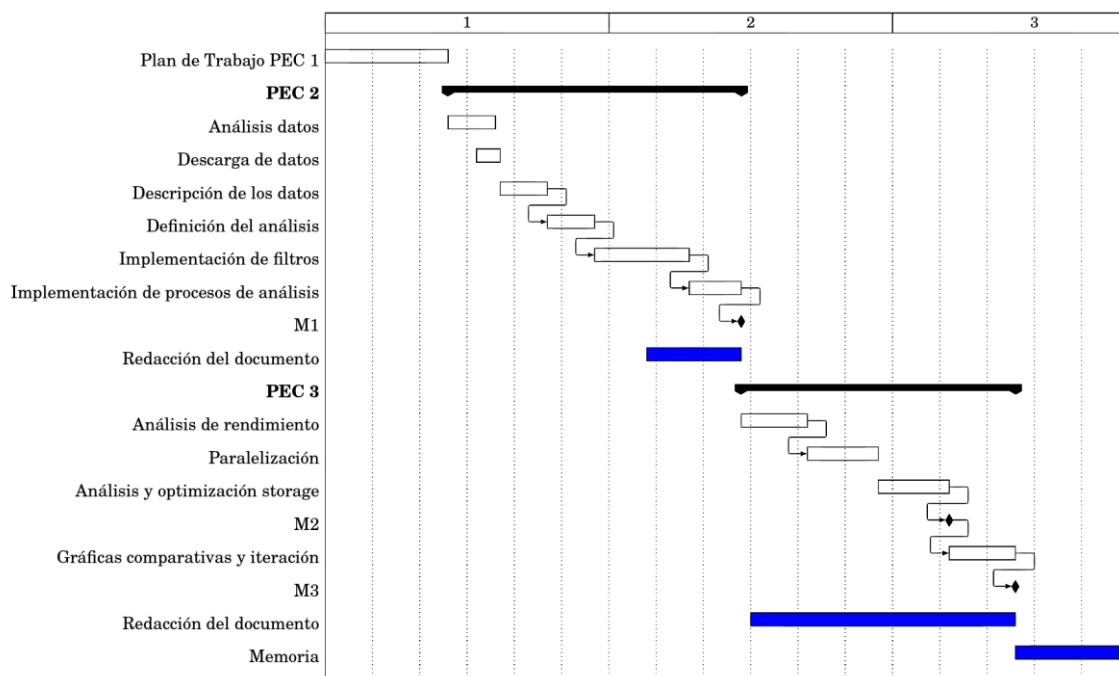 1 2 3
Plan de Trabajo PEC 1
PEC 2
Análisis datos
Descarga de datos
Descripción de los datos
Definición del análisis
Implementación de filtros
Implementación de procesos de análisis
M1
Redacción del documento
PEC 3
Análisis de rendimiento
Paralelización
Análisis y optimización storage
M2
Gráficas comparativas y iteración
M3
Redacción del documento
Memoria